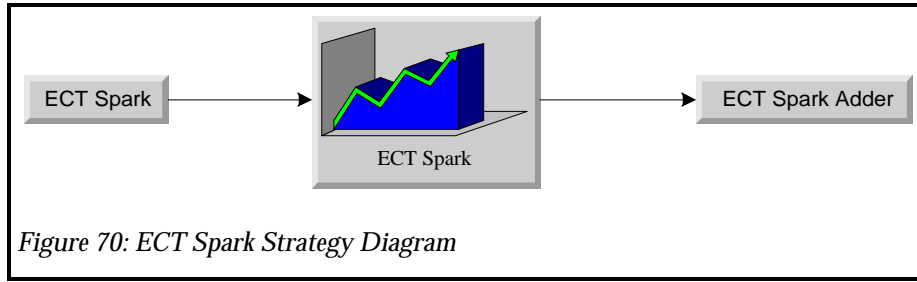 ECT Spark
ECT Spark
ECT Spark Adder
Figure 70: ECT Spark Strategy Diagram